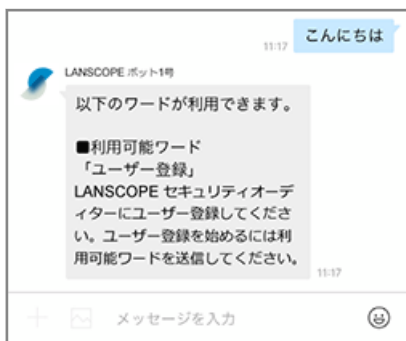 こんにちは
11:17
LANSCOPE ボット1号
以下のワードが利用できます。
■利用可能ワード
「ユーザー登録」
LANSCOPE セキュリティオーデ
ィターにユーザー登録してくださ
い。ユーザー登録を始めるには利
用可能ワードを送信してください。
11:17
メッセージを入力